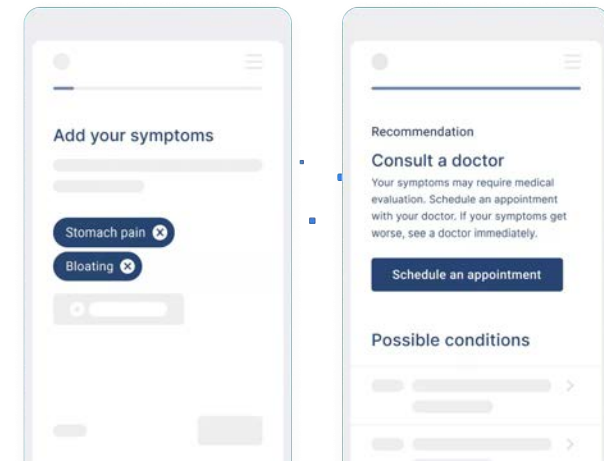 Add your symptoms
Stomach pain
Bloating
Recommendation
Consult a doctor
Your symptoms may require medical
evaluation. Schedule an appointment
with your doctor. If your symptoms get
worse, see a doctor immediately.
Schedule an appointment
Possible conditions